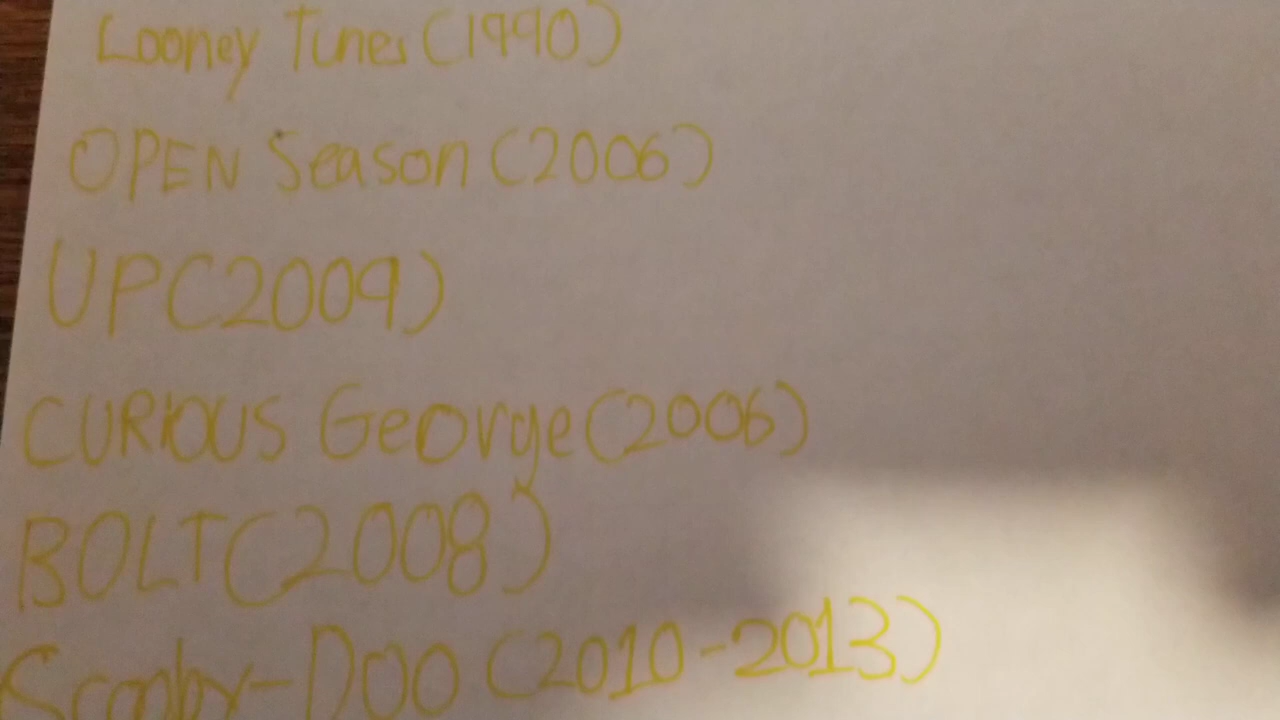 Looney Tunes (1990)
OPEN Season (2006)
UP (2009)
CURIOUS George (2006)
BOLT (2008)
Scooby-Doo (2010-2013)